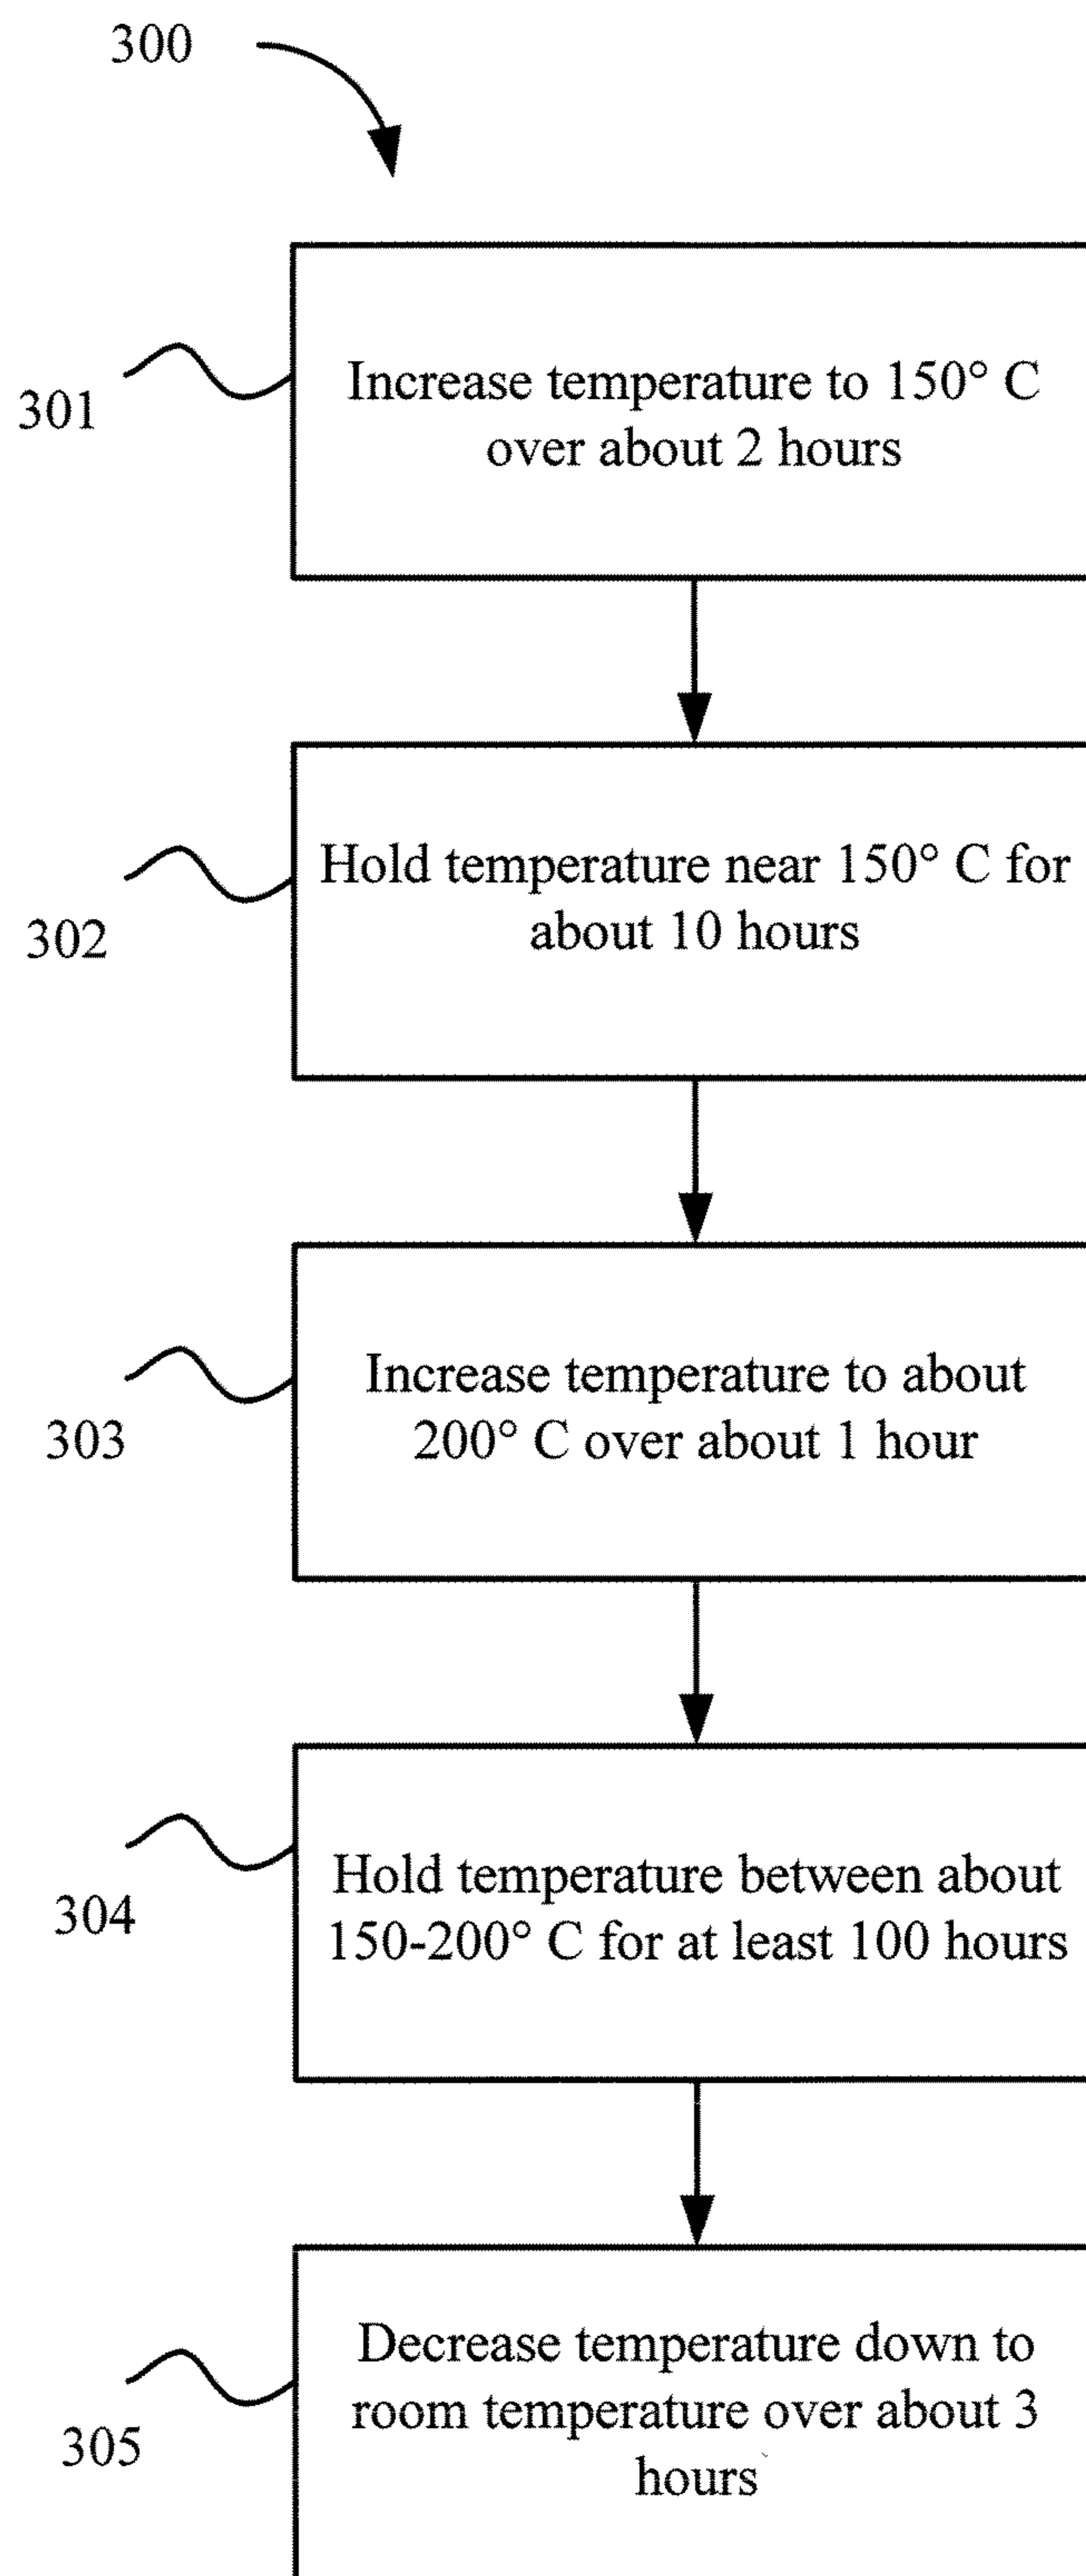 300
301
Increase temperature to 150° C
over about 2 hours
302
Hold temperature near 150° C for
about 10 hours
303
Increase temperature to about
200° C over about 1 hour
304
Hold temperature between about
150-200° C for at least 100 hours
305
Decrease temperature down to
room temperature over about 3
hours